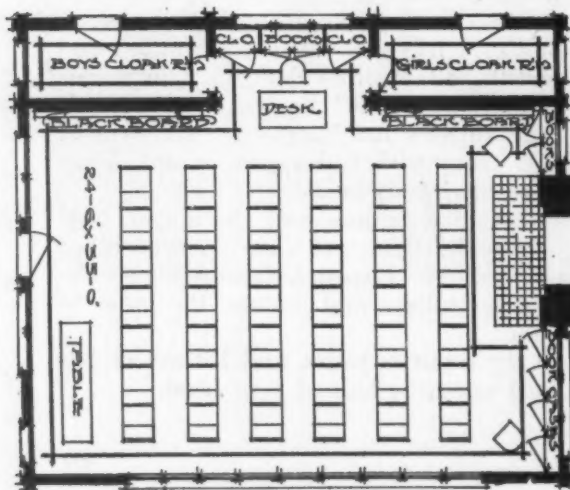 CLO BOOKS CLO
BOYS CLOAK R'S
GIRLS CLOAK R'S
DESK
BLACK BOARD
BLACK BOARD
BOOKS
24-6 x 35-0
TABLE
BOOK CASES